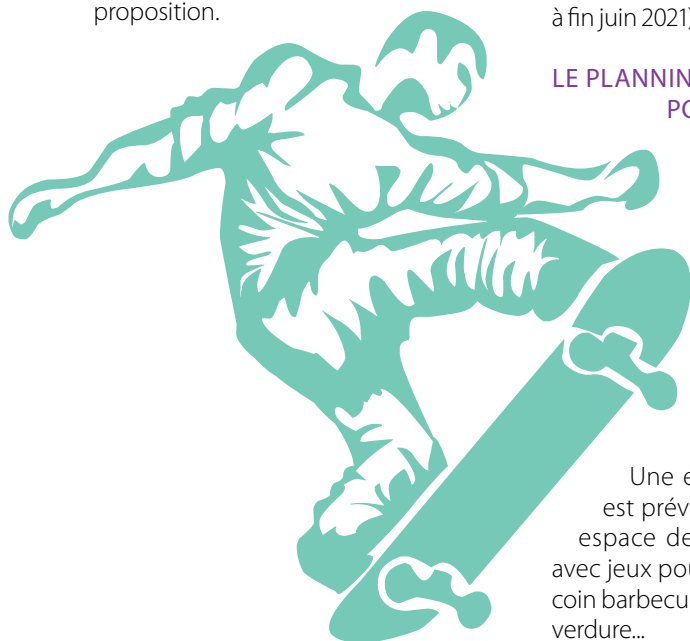 proposition.
à fin juin 2021)
LE PLANNIN
PO
Une e
est prév
espace de
avec jeux pou
coin barbecu
verdure...